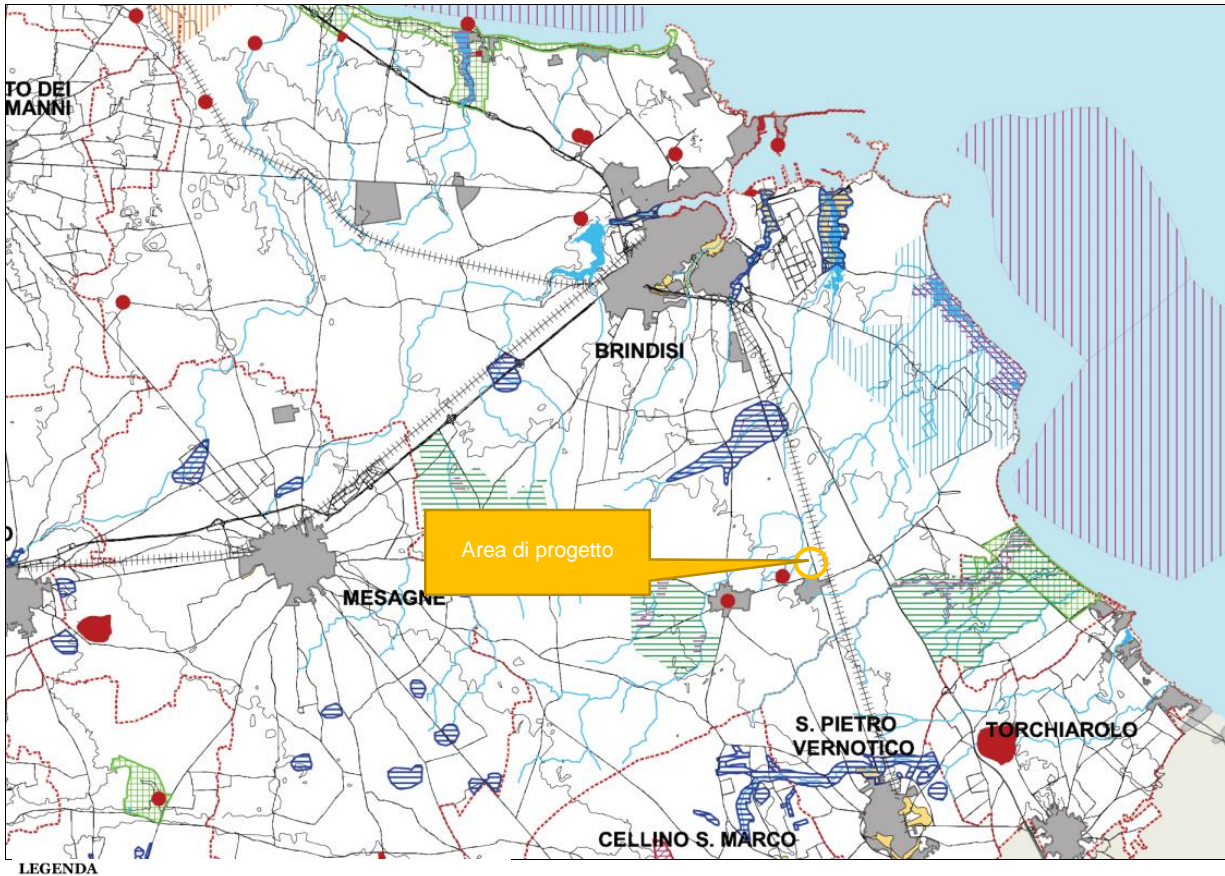 TO DEI
MANNI
BRINDISI
Area di progetto
MESAGNE
S. PIETRO
VERNOTICO
TORCHIAROLO
CELLINO S. MARCO
LEGENDA